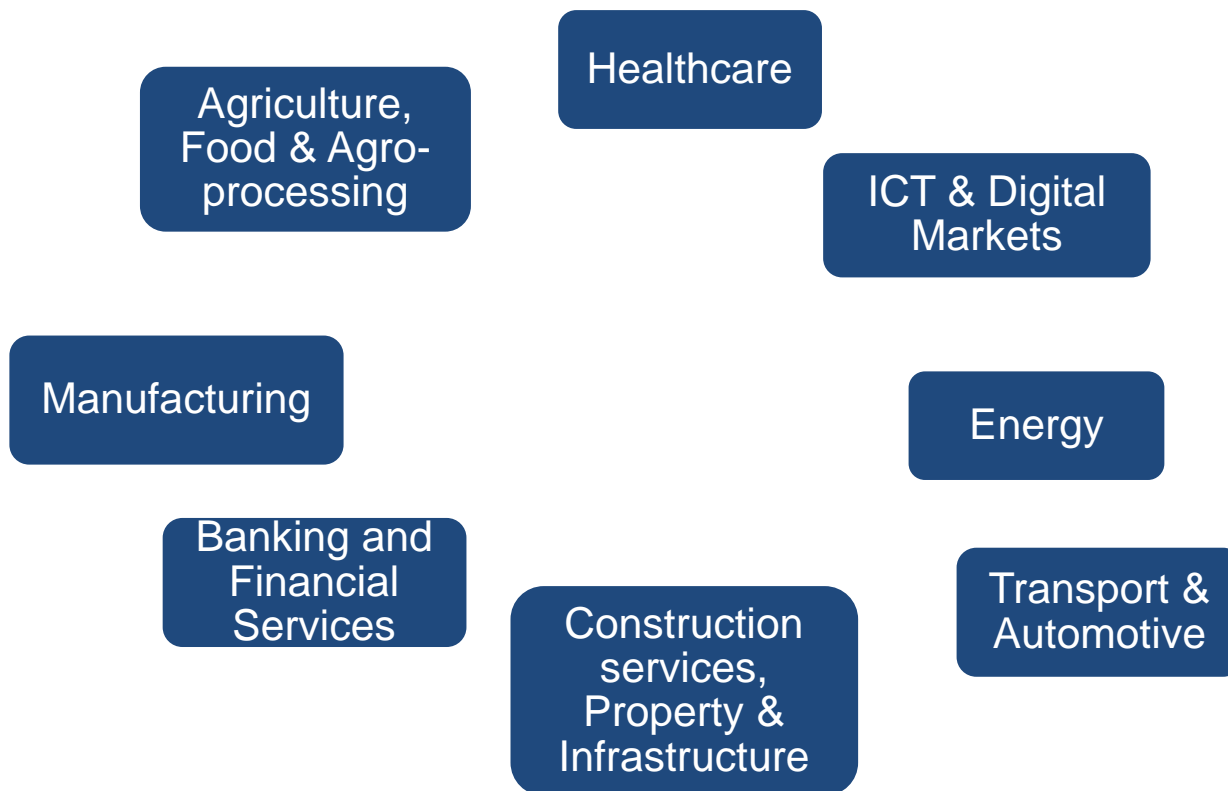 Healthcare
Agriculture,
Food & Agro-
processing
ICT & Digital
Markets
Manufacturing
Energy
Banking and
Financial
Services
Transport &
Automotive
Construction
services,
Property &
Infrastructure